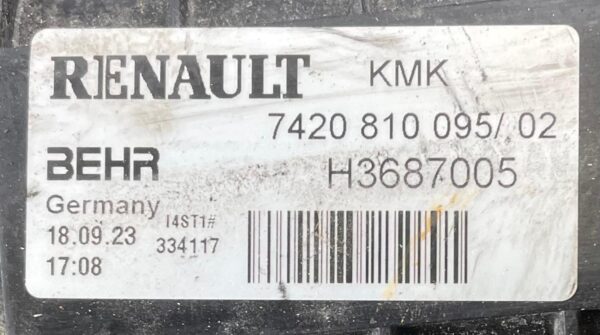 RENAULT KMK
7420 810 095/ 02
BEHR H3687005
Germany
I4ST1#
18.09.23 334117
17:08